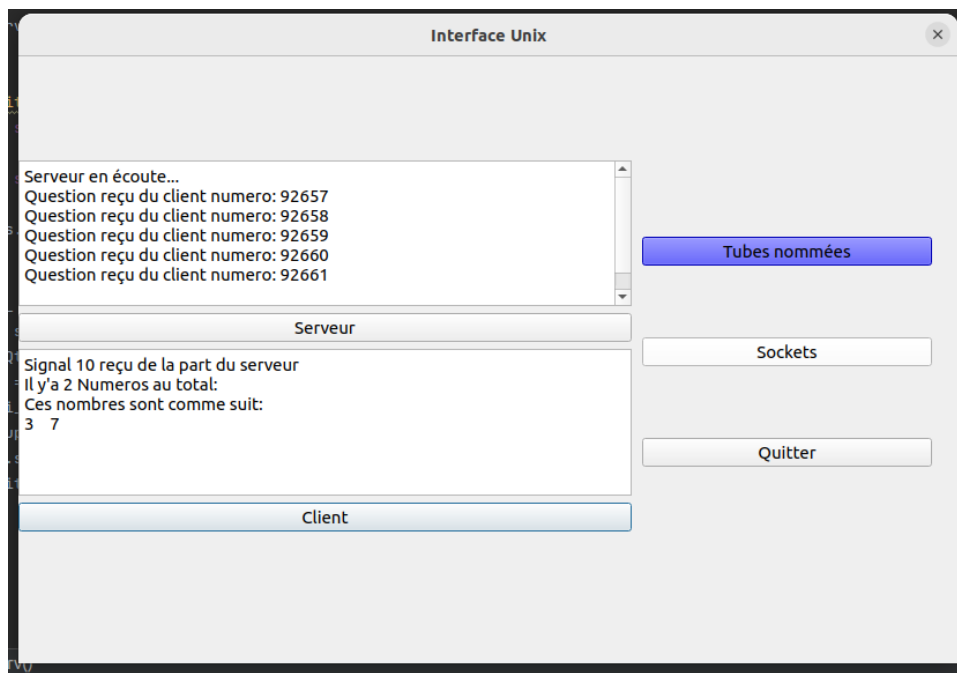 Interface Unix
Serveur en écoute...
Question reçu du client numero: 92657
Question reçu du client numero: 92658
Question reçu du client numero: 92659
Question reçu du client numero: 92660
Question reçu du client numero: 92661
Serveur
Signal 10 reçu de la part du serveur
Il y'a 2 Numeros au total:
Ces nombres sont comme suit:
3 7
Client
Tubes nommées
Sockets
Quitter